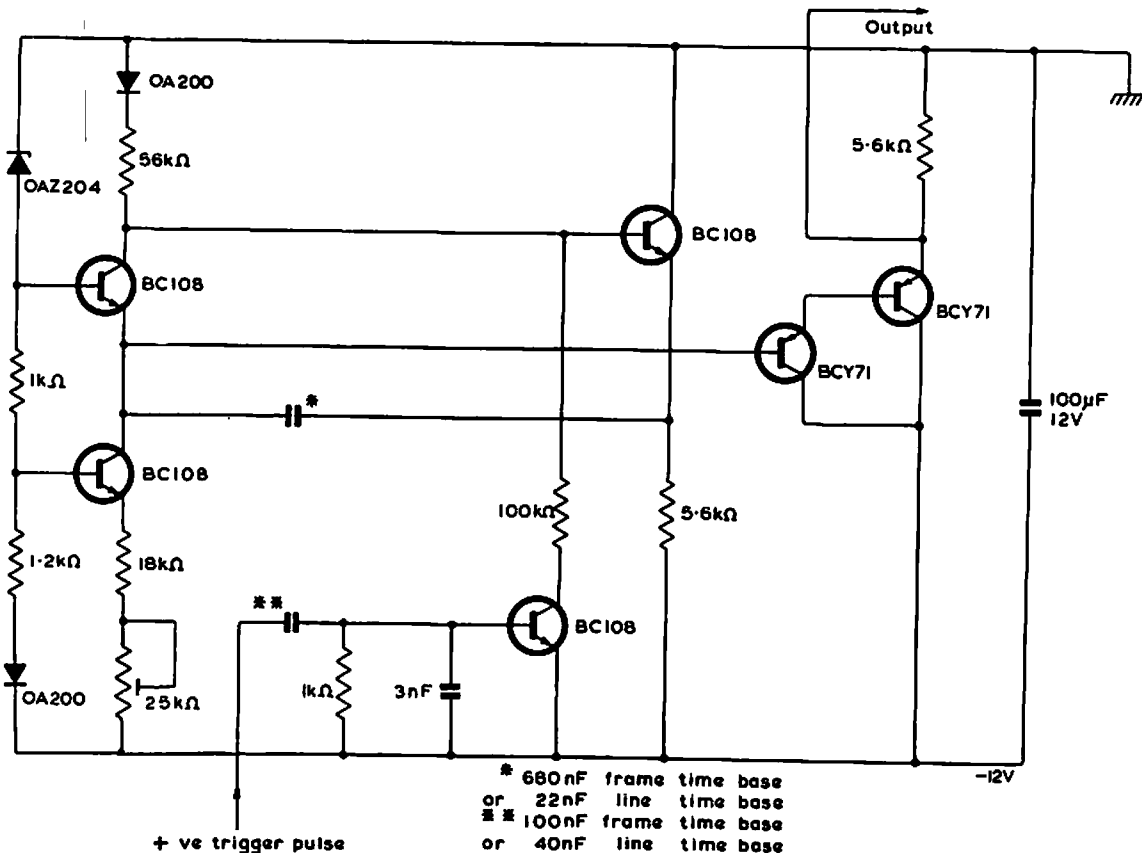 Output
OA200
56kΩ
5·6kΩ
OAZ204
BC108
BC108
BCY71
BCY71
1kΩ
100μF
12V
BC108
100kΩ
5·6kΩ
1·2kΩ
18kΩ
**
BC108
OA200
25kΩ
1kΩ
3nF
*
-12V
* 680nF frame time base
or 22nF line time base
** 100nF frame time base
or 40nF line time base
+ ve trigger pulse